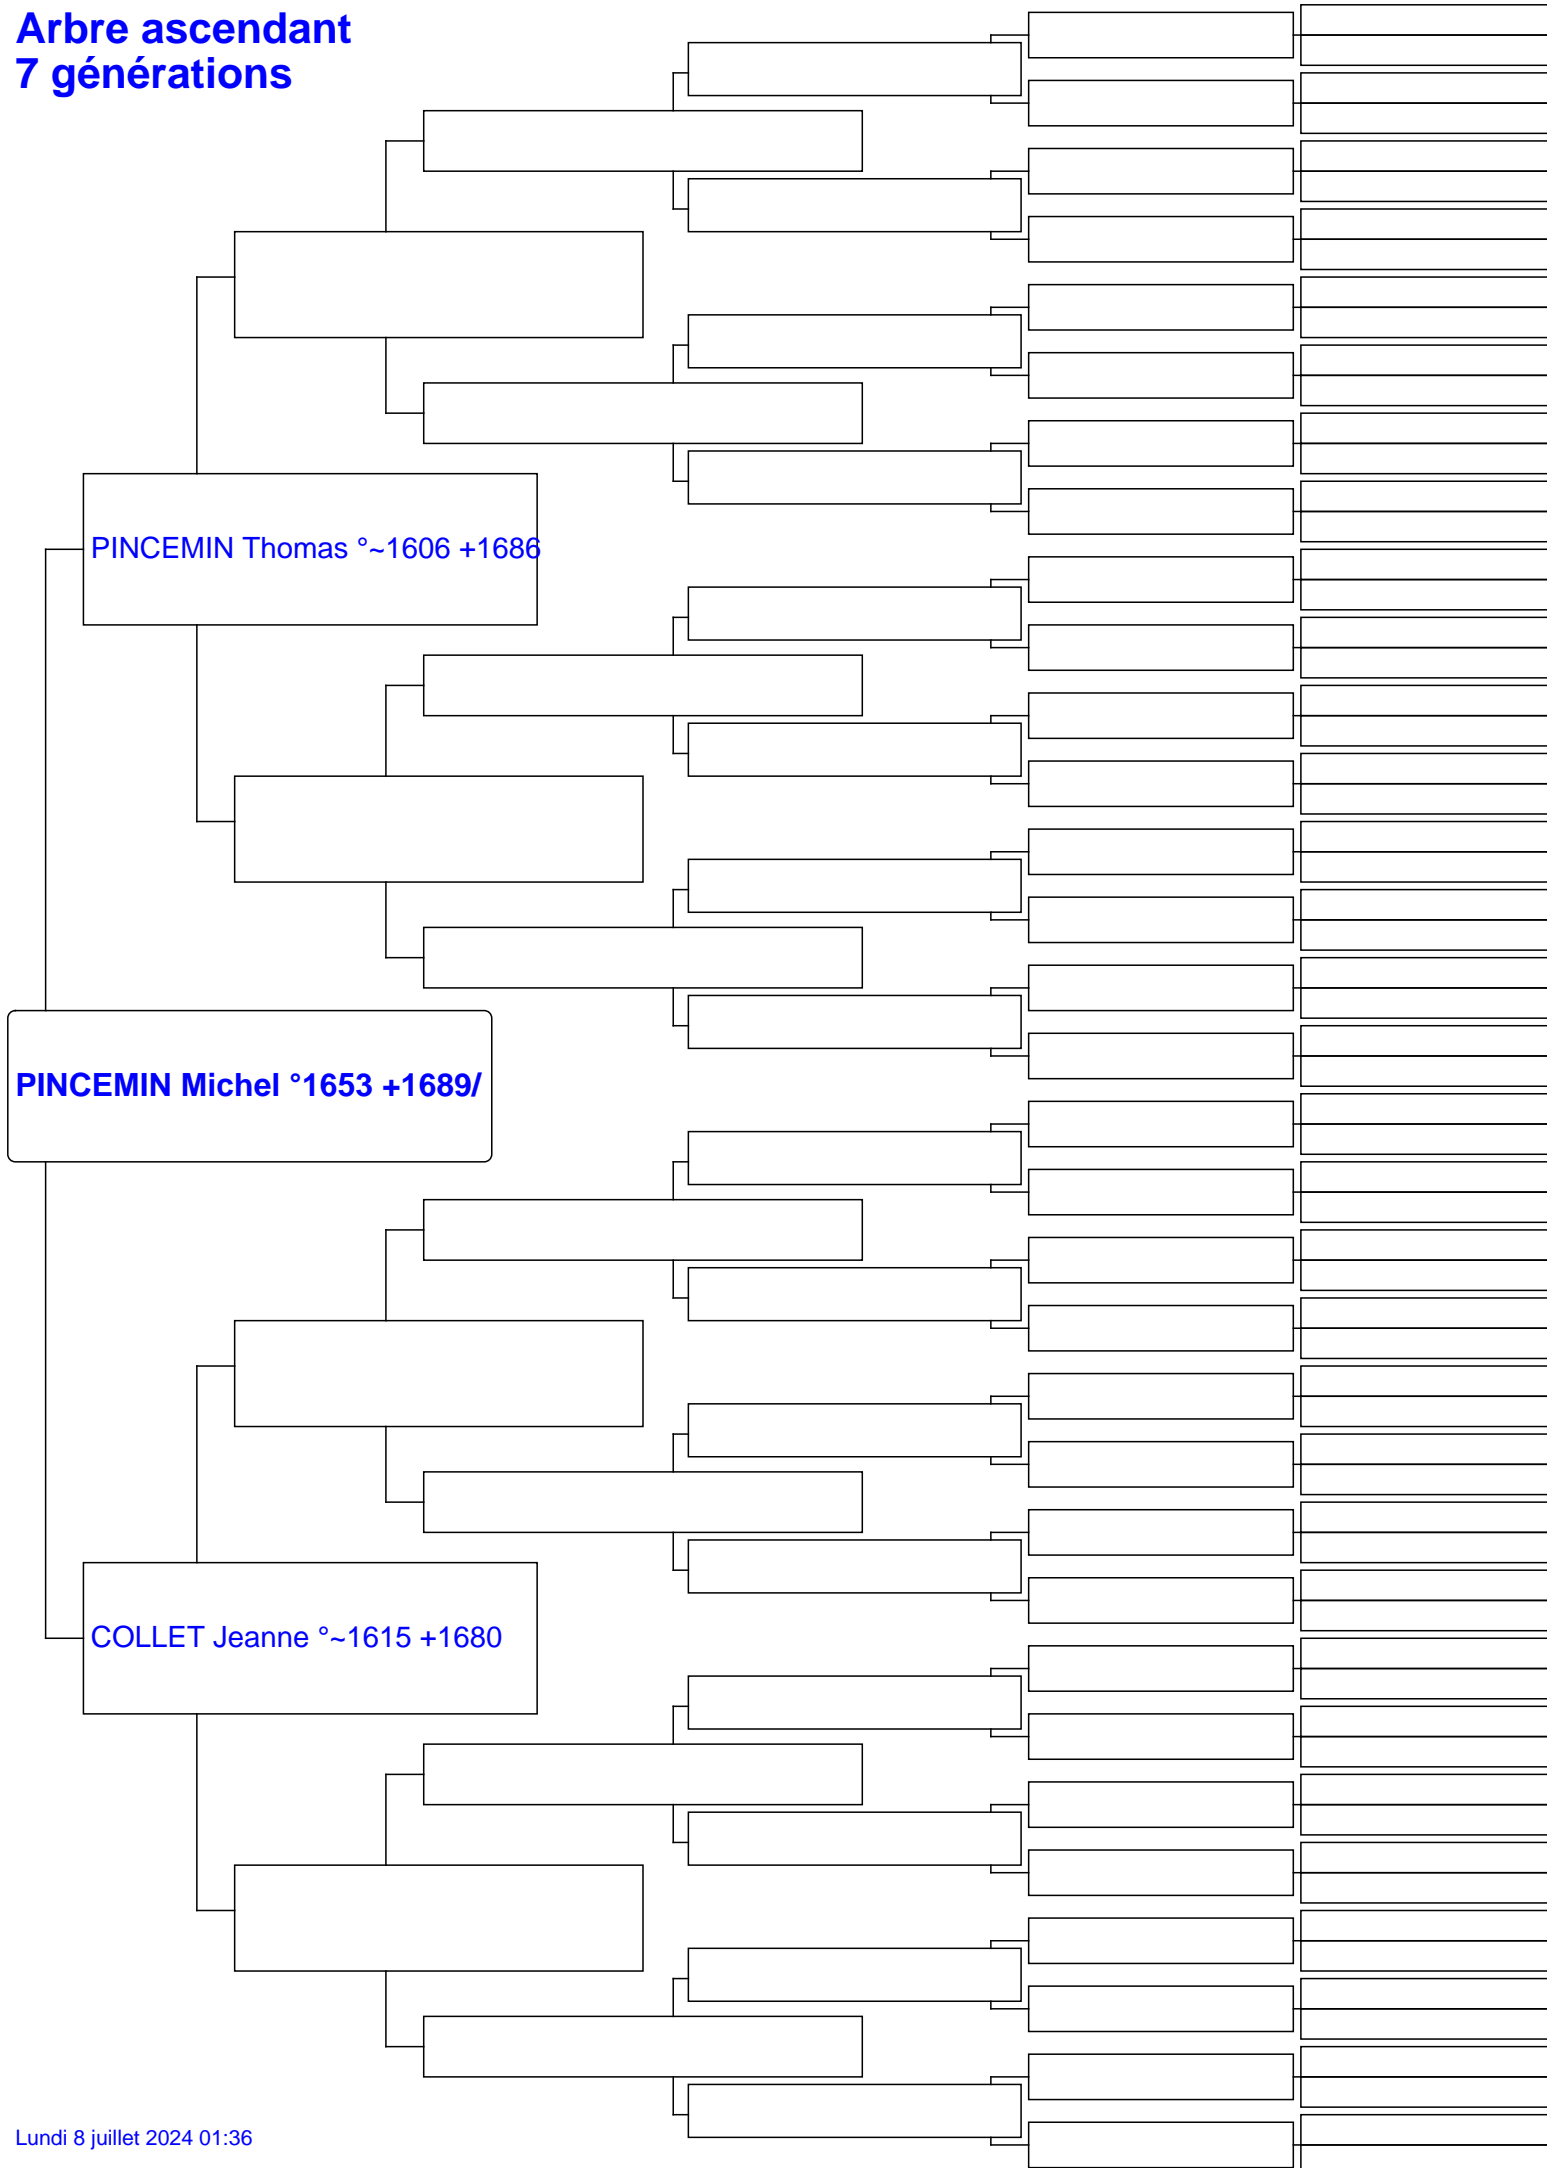 Arbre ascendant
7 générations
PINCEMIN Thomas °~1606 +1686
PINCEMIN Michel °1653 +1689/
COLLET Jeanne °~1615 +1680
Lundi 8 juillet 2024 01:36